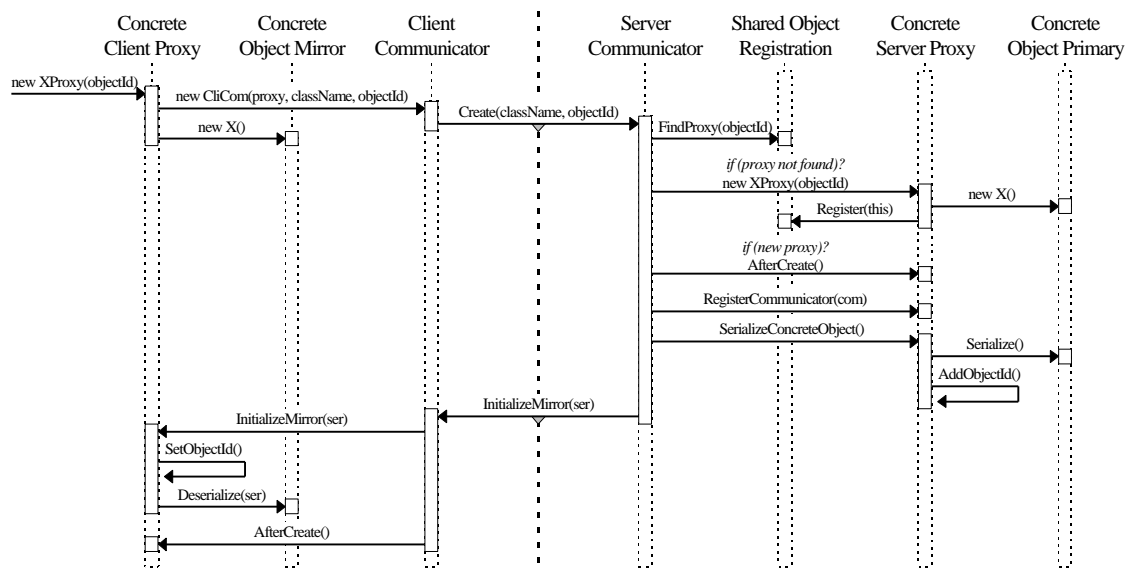 Concrete
Client Proxy
Concrete
Object Mirror
Client
Communicator
Server
Communicator
Shared Object
Registration
Concrete
Server Proxy
Concrete
Object Primary
new XProxy(objectId)
new CliCom(proxy, className, objectId)
Create(className, objectId)
new X()
FindProxy(objectId)
if (proxy not found)?
new XProxy(objectId)
new X()
Register(this)
if (new proxy)?
AfterCreate()
RegisterCommunicator(com)
SerializeConcreteObject()
Serialize()
AddObjectId()
InitializeMirror(ser)
InitializeMirror(ser)
SetObjectId()
Deserialize(ser)
AfterCreate()